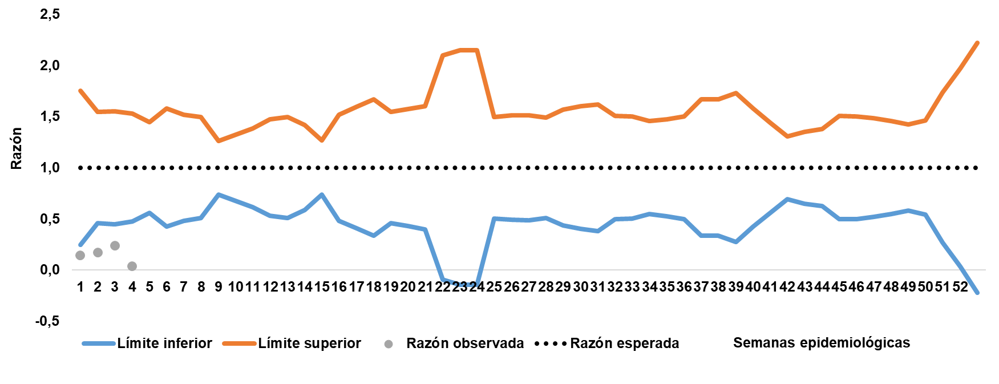 2,5
2,0
1,5
1,0
0,5
0,0
-0,5
Razón
1 2 3 4 5 6 7 8 9 10 11 12 13 14 15 16 17 18 19 20 21 22 23 24 25 26 27 28 29 30 31 32 33 34 35 36 37 38 39 40 41 42 43 44 45 46 47 48 49 50 51 52
Límite inferior Límite superior Razón observada Razón esperada Semanas epidemiológicas